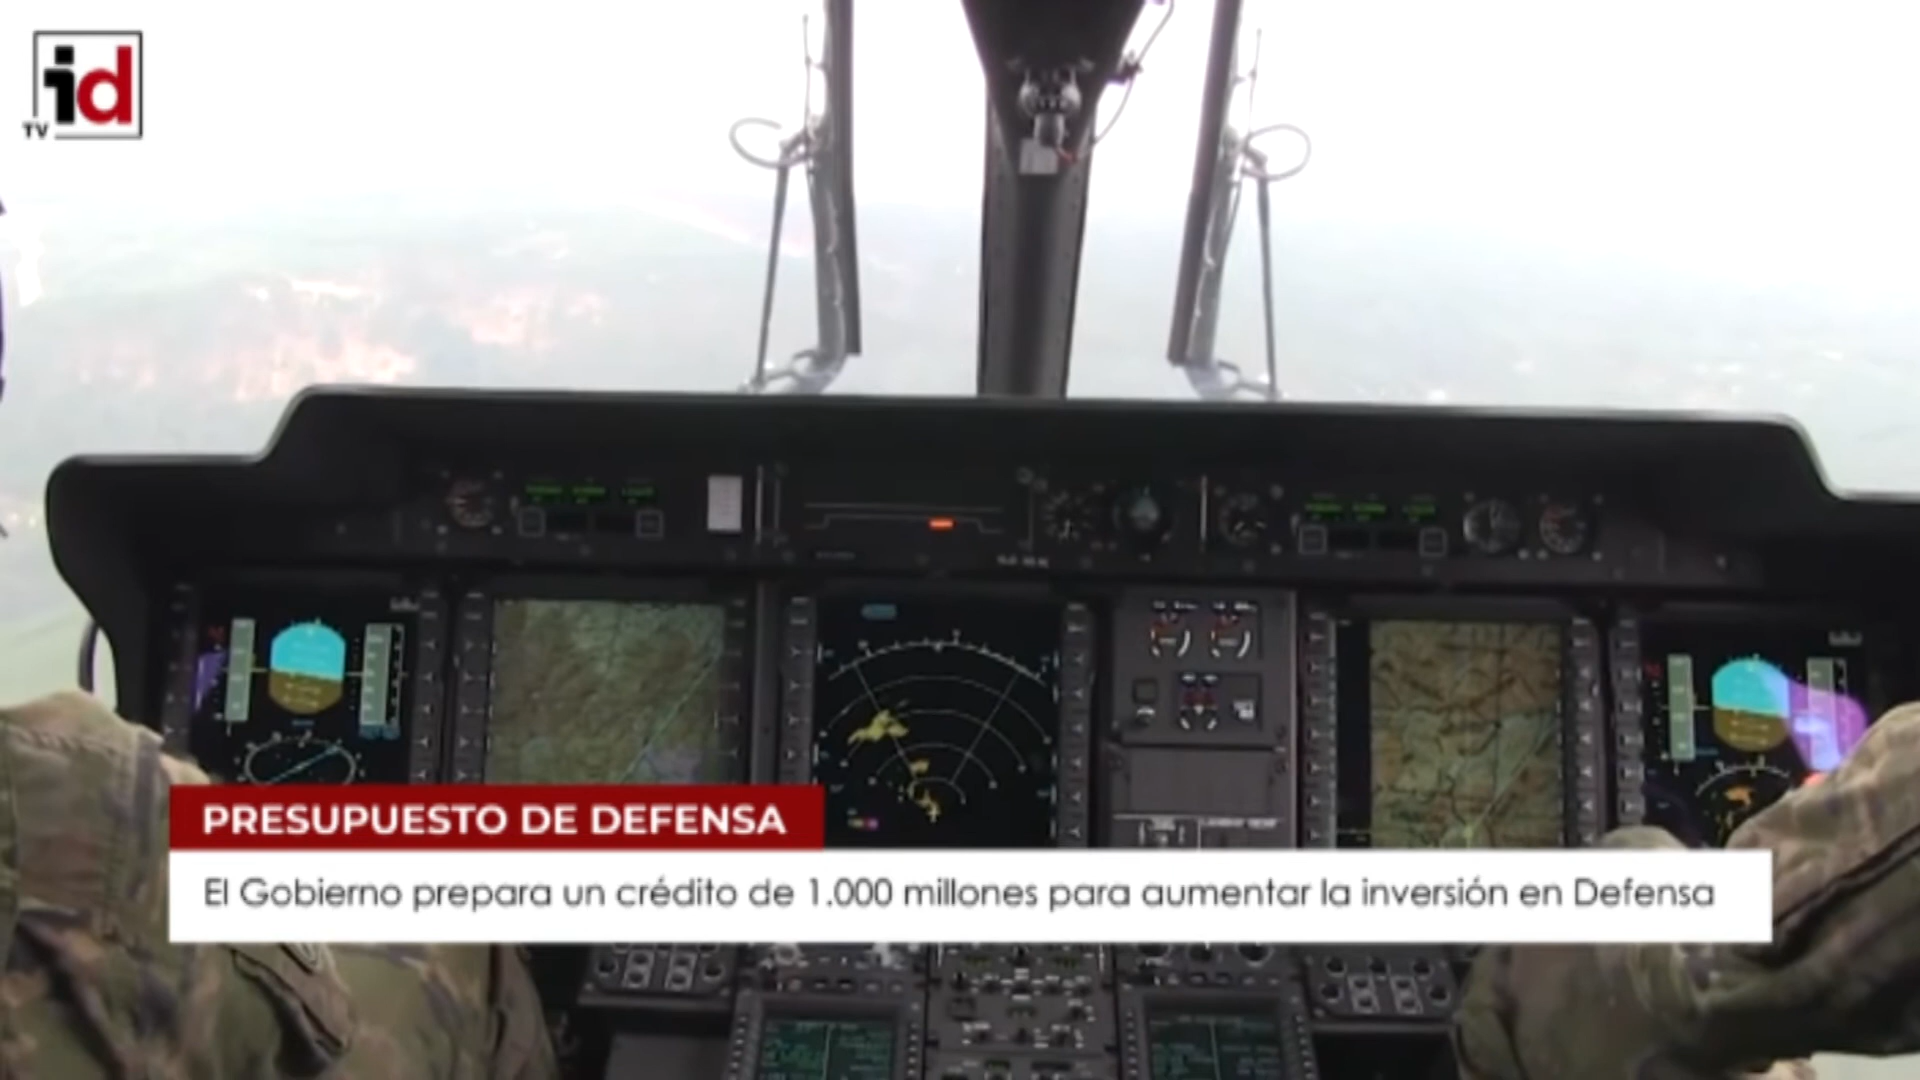 id
TV
PRESUPUESTO DE DEFENSA
El Gobierno prepara un crédito de 1.000 millones para aumentar la inversión en Defensa